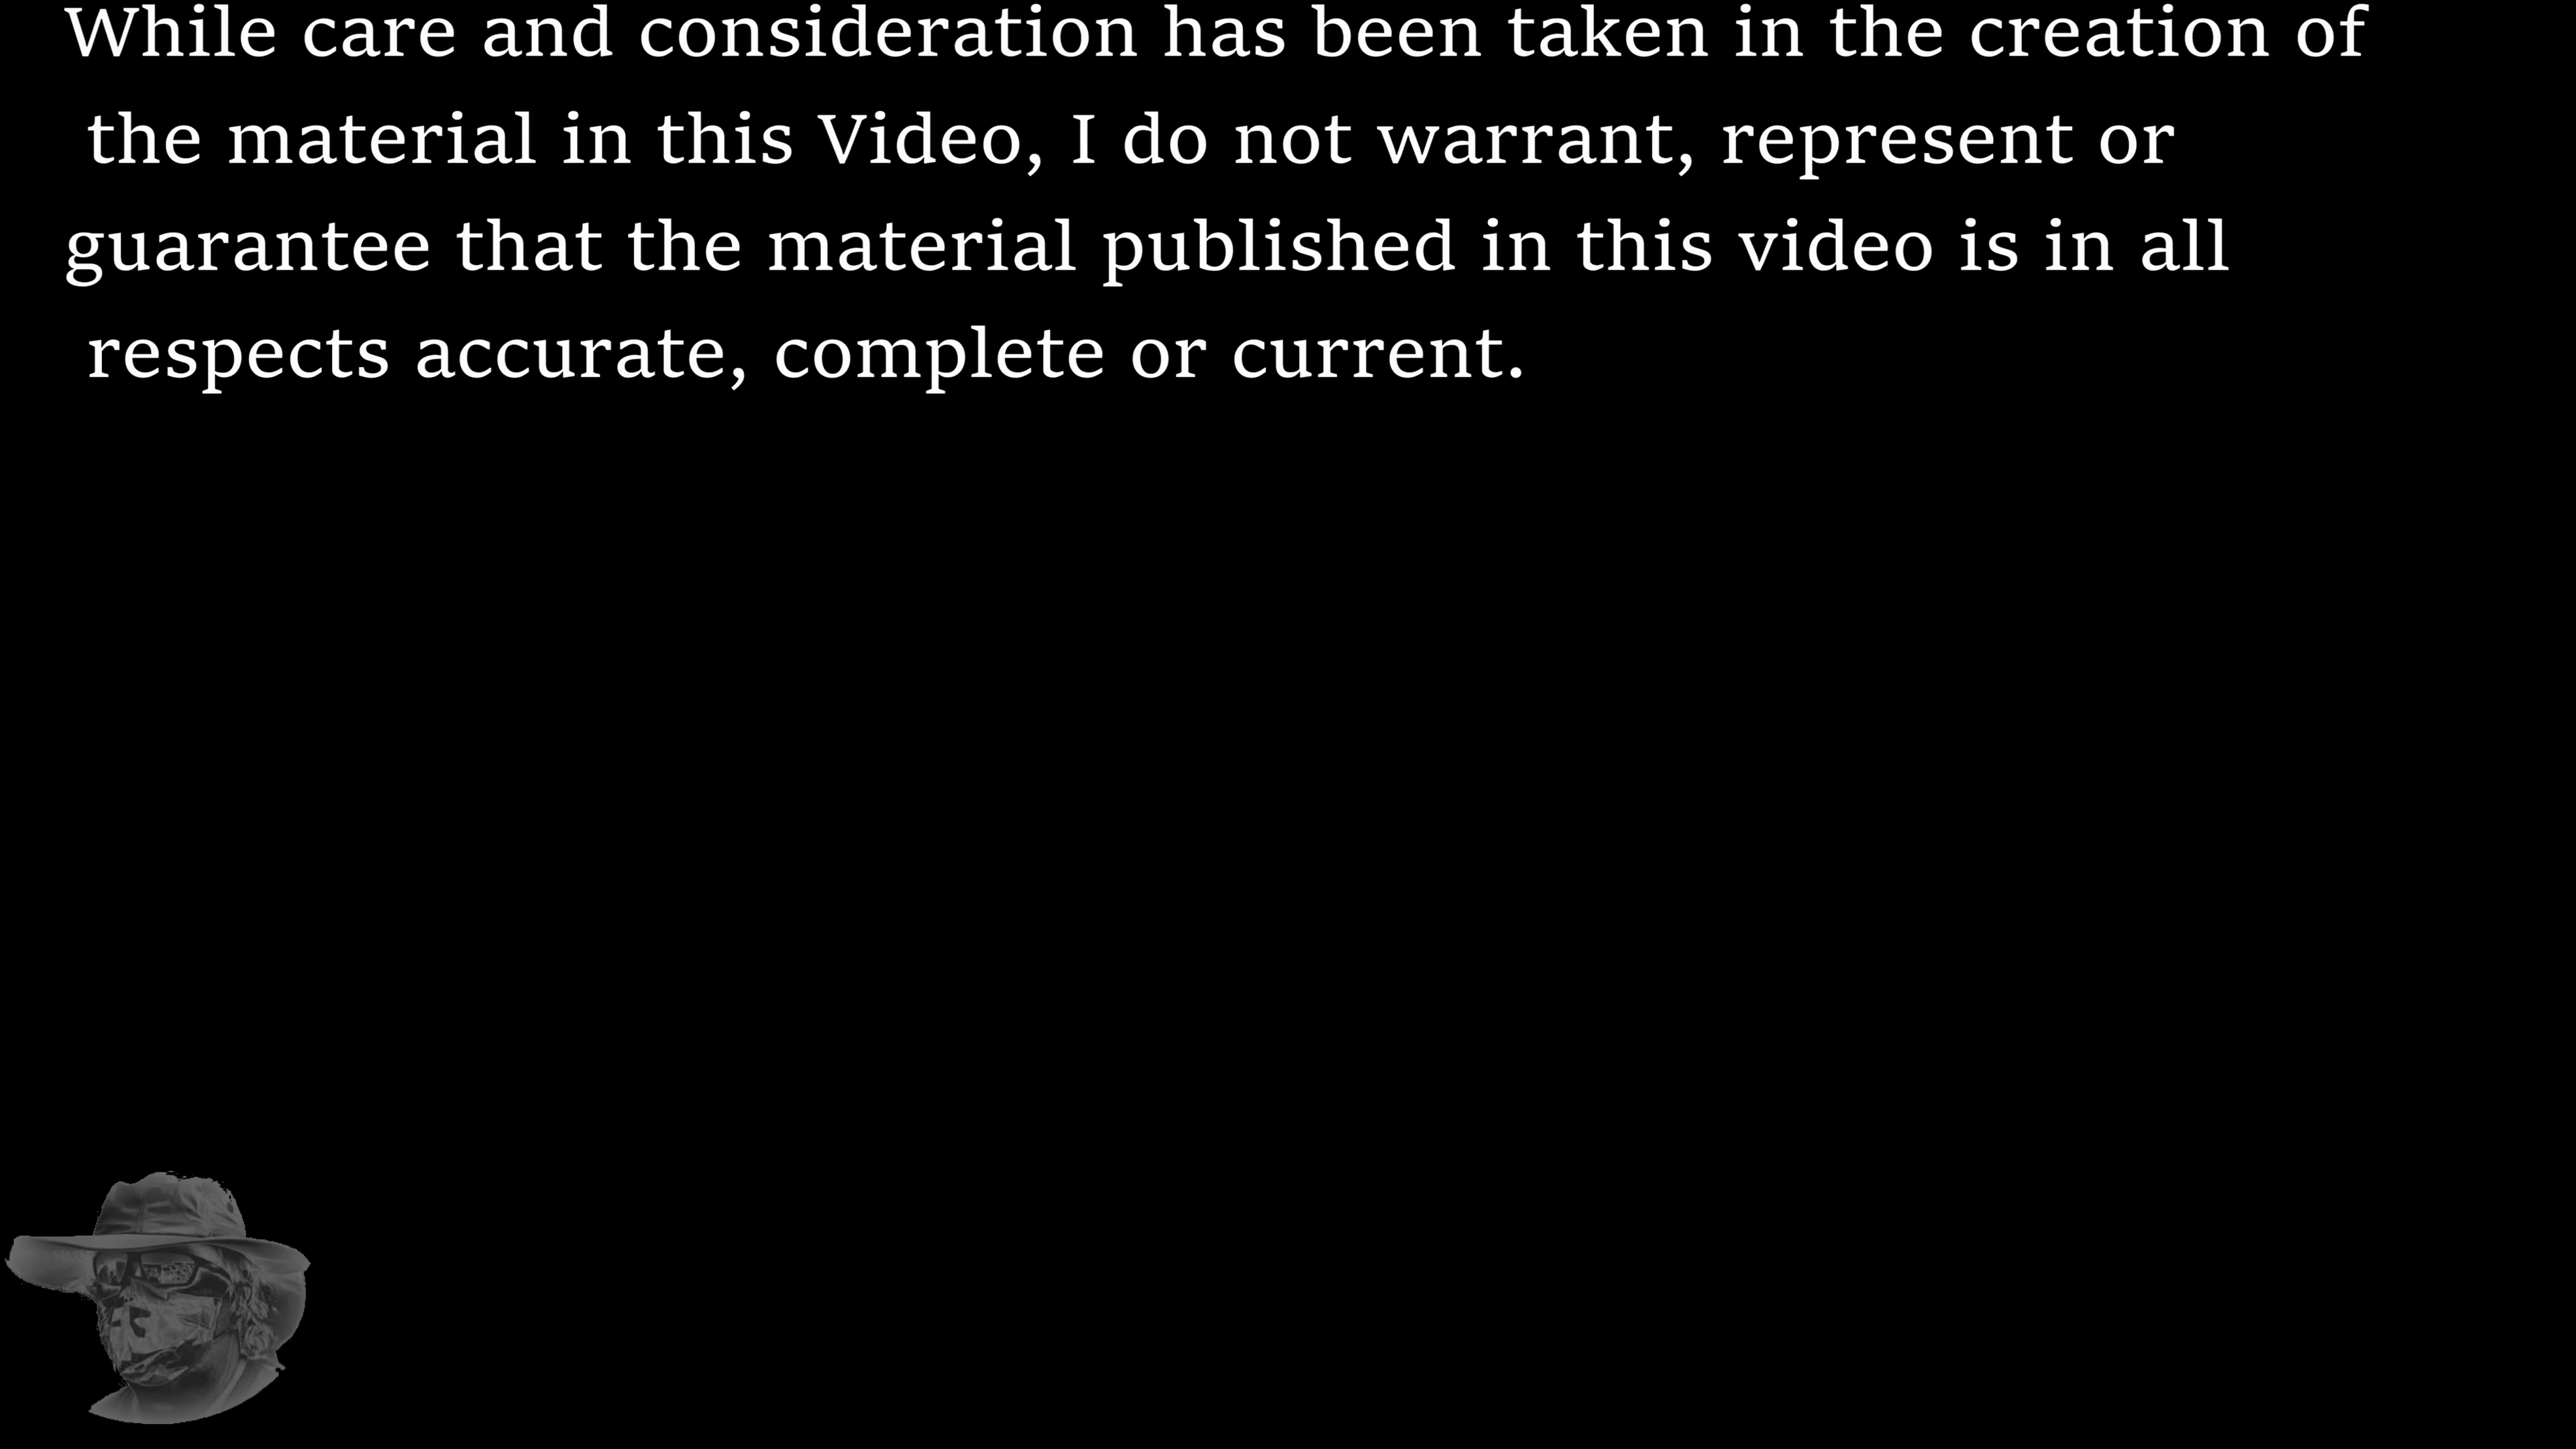 While care and consideration has been taken in the creation of
the material in this Video, I do not warrant, represent or
guarantee that the material published in this video is in all
respects accurate, complete or current.